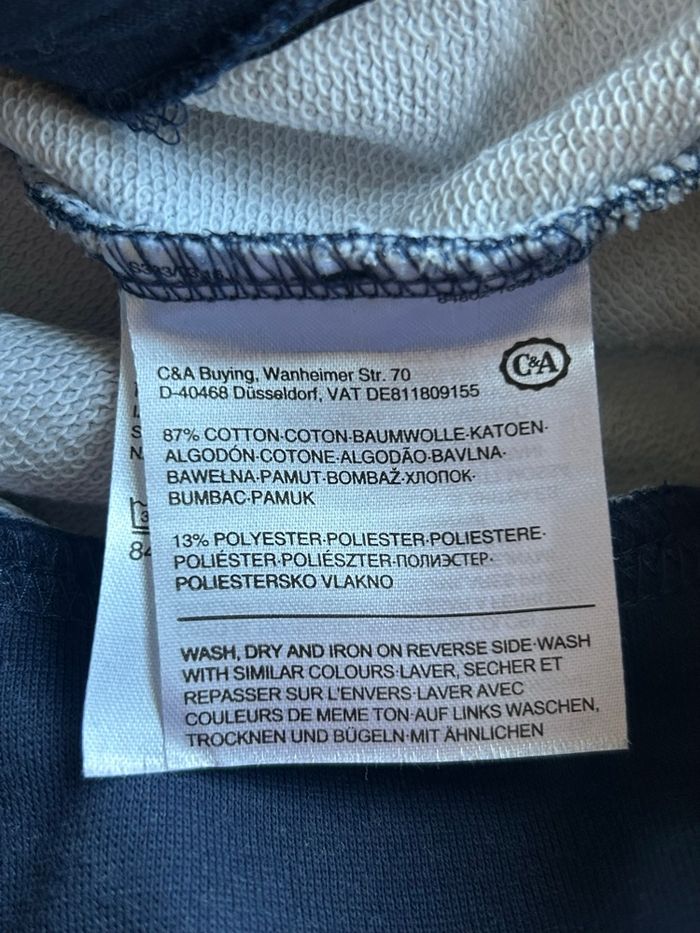 C&A
C&A Buying, Wanheimer Str. 70
D-40468 Düsseldorf, VAT DE811809155
87% COTTON·COTON·BAUMWOLLE·KATOEN·
ALGODÓN·COTONE·ALGODÃO·BAVLNA·
BAWEŁNA·PAMUT·BOMBAŽ·ХЛОПОК·
BUMBAC·PAMUK
13% POLYESTER·POLIESTER·POLIESTERE·
POLIÉSTER·POLIÉSZTER·ПОЛИЭСТЕР·
POLIESTERSKO VLAKNO
WASH, DRY AND IRON ON REVERSE SIDE·WASH
WITH SIMILAR COLOURS·LAVER, SECHER ET
REPASSER SUR L'ENVERS·LAVER AVEC
COULEURS DE MEME TON·AUF LINKS WASCHEN,
TROCKNEN UND BÜGELN·MIT ÄHNLICHEN